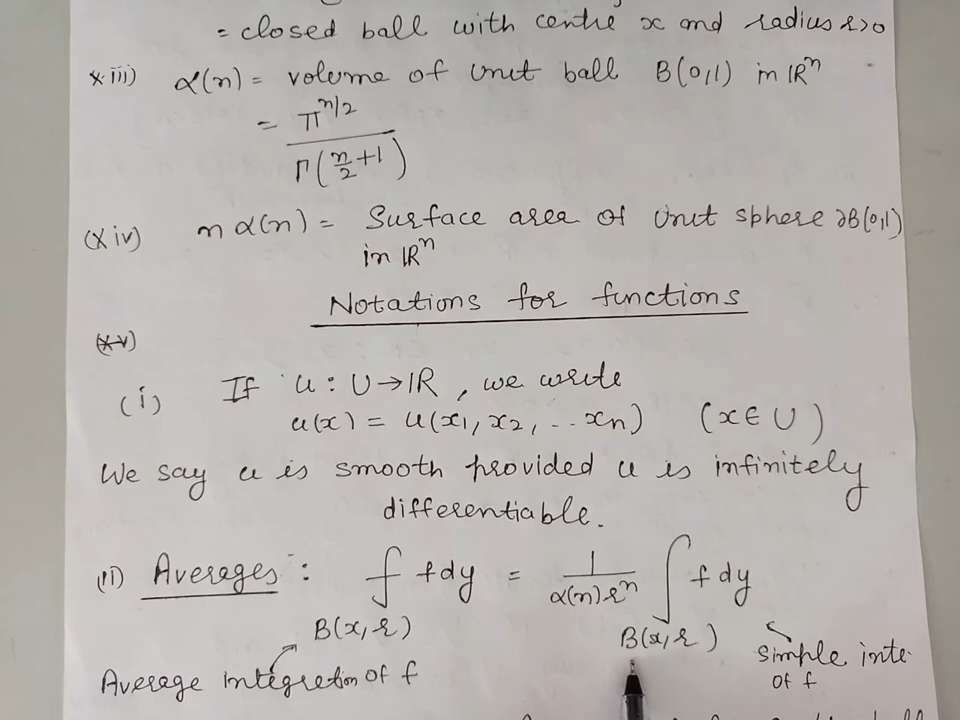 = closed ball with centre x and radius r>0
x iii) α(n) = volume of Unit ball B(0,1) in ℝⁿ
= π^(n/2) / Γ(n/2 + 1)
(xiv) n α(n) = Surface area of Unit sphere ∂B(0,1)
in ℝⁿ
Notations for functions
(xv)
(i) If u : U → ℝ , we write
u(x) = u(x₁, x₂, .. xₙ) (x ∈ U)
We say u is smooth provided u is infinitely
differentiable.
(ii) Averages : ⨍ f dy = 1/(α(n) rⁿ) ∫ f dy
B(x, r) B(x, r) Simple inte
Average integration of f of f